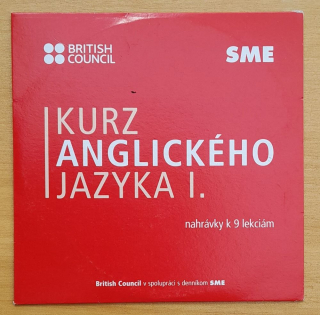 BRITISH
COUNCIL
SME
KURZ
ANGLICKÉHO
JAZYKA I.
nahrávky k 9 lekciám
British Council v spolupráci s denníkom SME